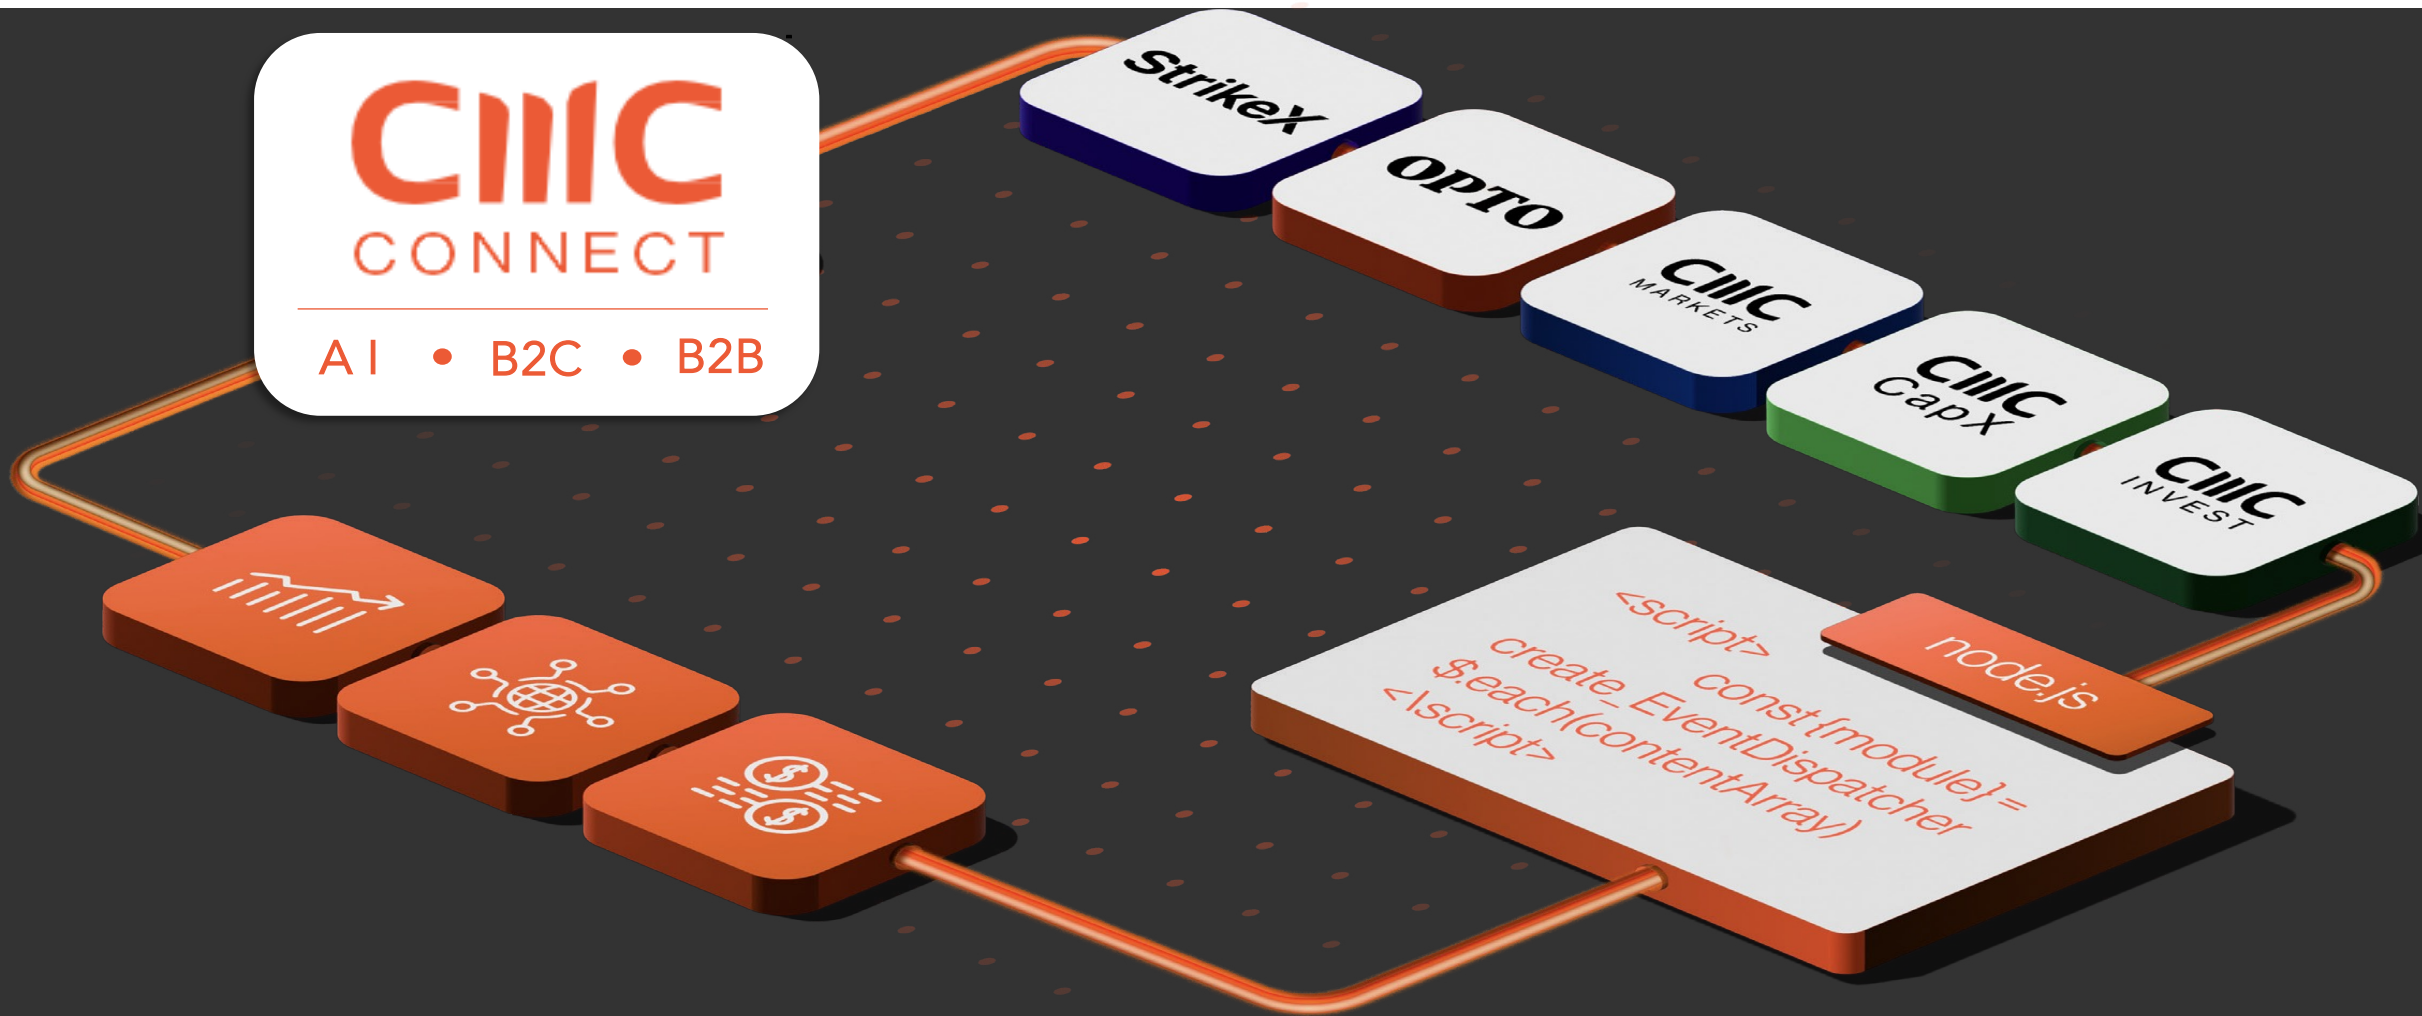 CMC
CONNECT
AI • B2C • B2B
StrikeX
OPTO
CMC
MARKETS
CMC
CapX
CMC
INVEST
node.js
<script>
const{module} =
create_EventDispatcher
$.each(contentArray)
<\script>
$
$